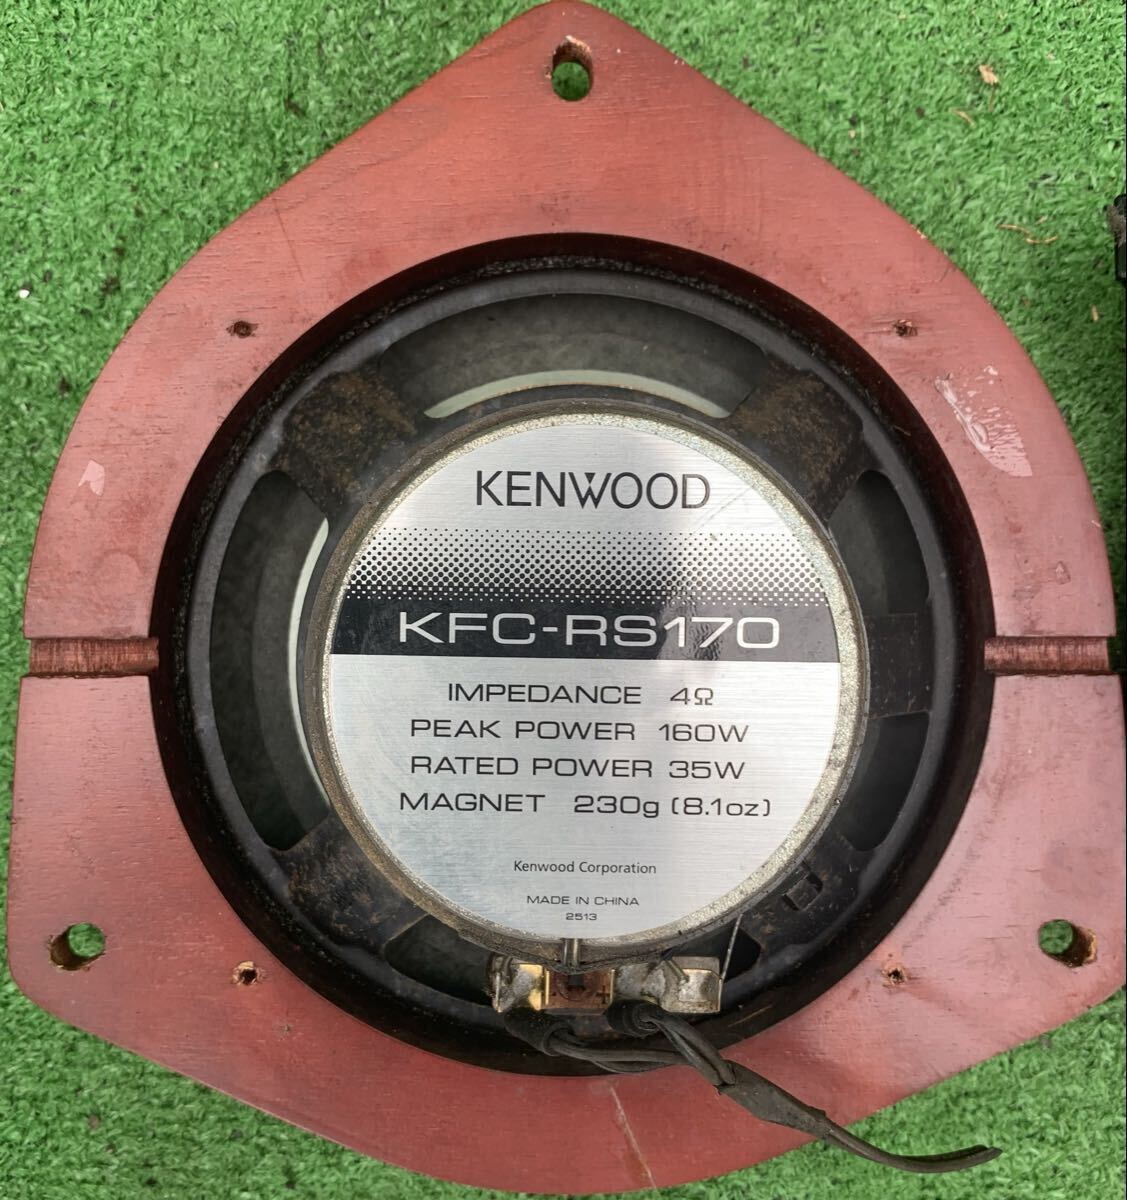 KENWOOD
KFC-RS170
IMPEDANCE 4Ω
PEAK POWER 160W
RATED POWER 35W
MAGNET 230g (8.1oz)
Kenwood Corporation
MADE IN CHINA
2513